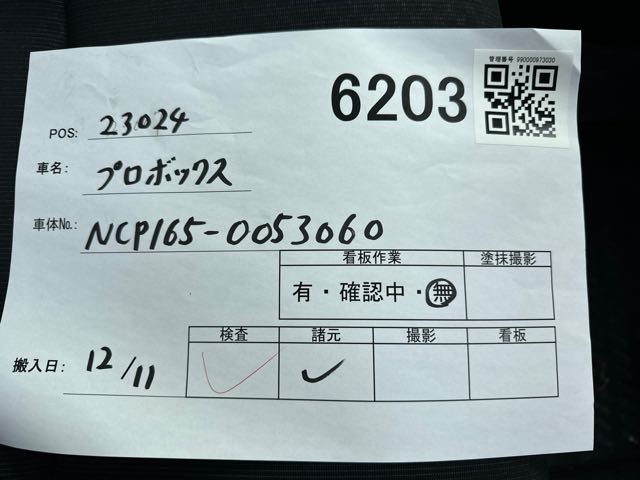 管理番号 990000973030
6203
POS: 23024
車名: プロボックス
車体No.: NCP165-0053060
看板作業 塗抹撮影
有・確認中・無
検査 諸元 撮影 看板
搬入日: 12/11 ✓ ✓